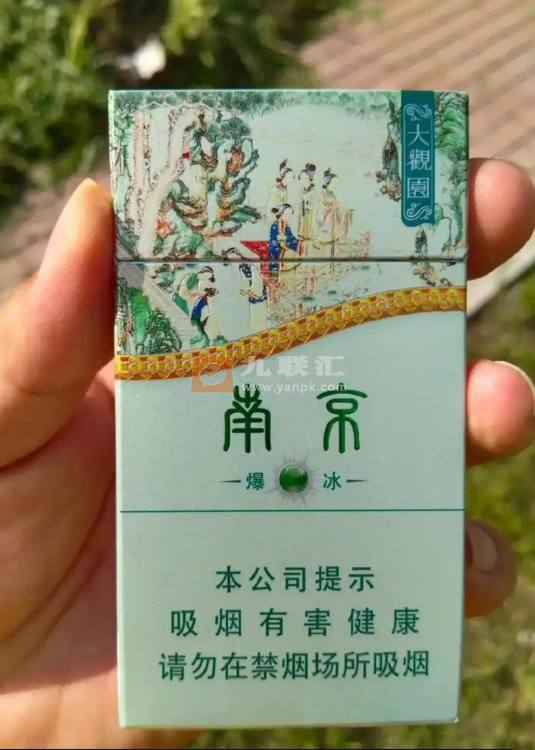 大觀園
九联汇
www.yanpk.com
南京
爆冰
本公司提示
吸烟有害健康
请勿在禁烟场所吸烟